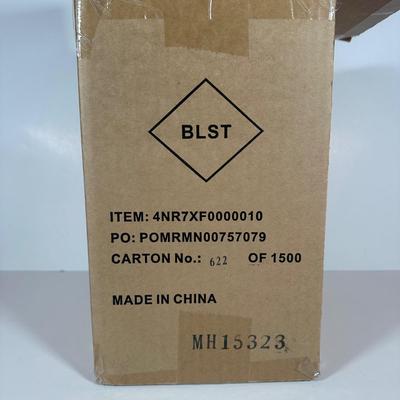 BLST
ITEM: 4NR7XF0000010
PO: POMRMN00757079
CARTON No.: 622 OF 1500
MADE IN CHINA
MH15323